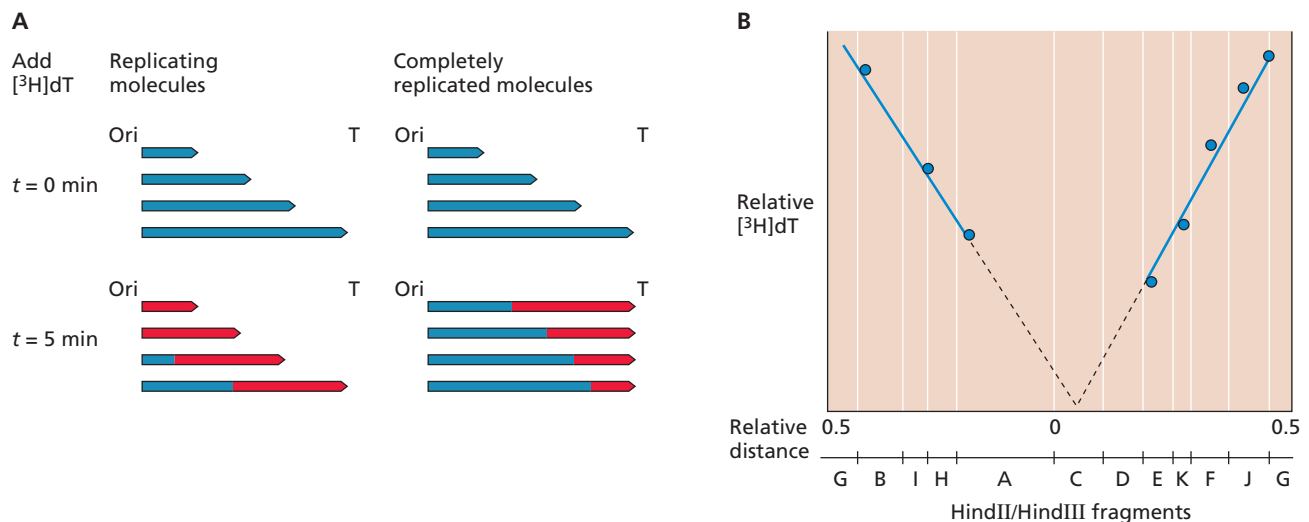 A
Add
[³H]dT
Replicating
molecules
Completely
replicated molecules
Ori T
Ori T
t = 0 min
Ori T
Ori T
t = 5 min
B
Relative
[³H]dT
Relative
distance
0.5 0 0.5
G B I H A C D E K F J G
HindII/HindIII fragments